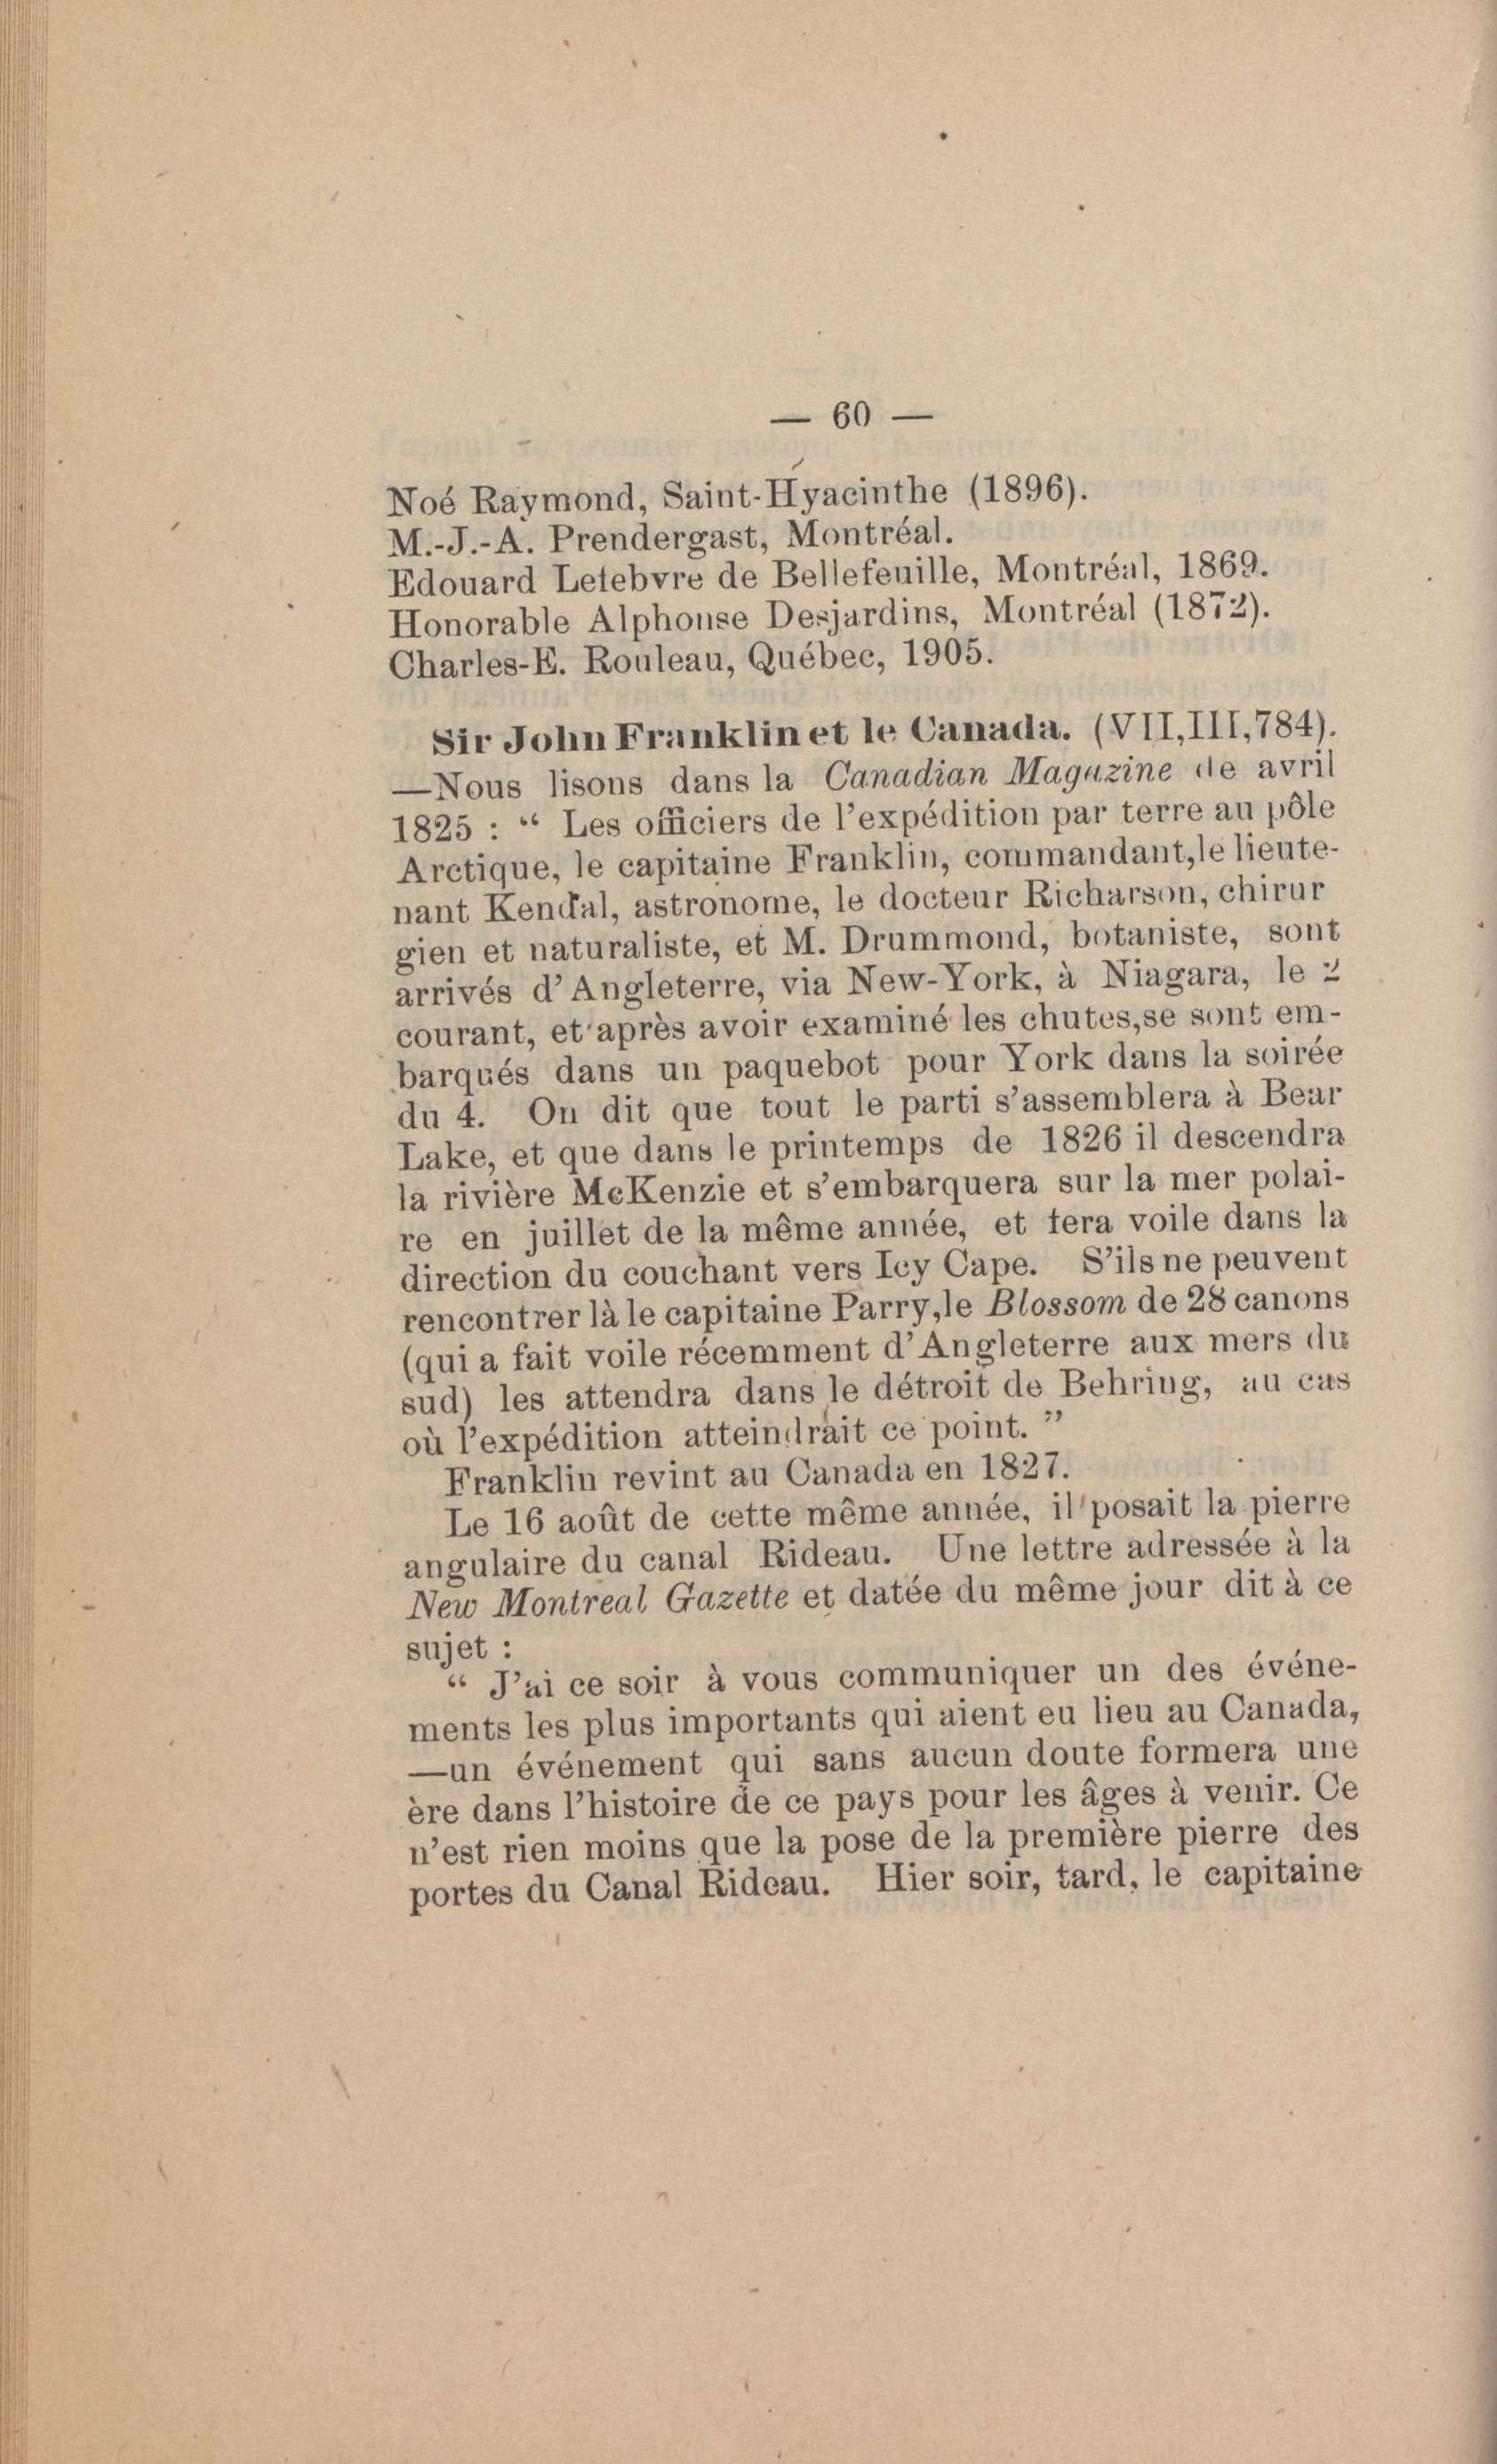 — 60 —
Noé Raymond, Saint-Hyacinthe (1896).
M.-J.-A. Prendergast, Montréal.
Edouard Letebvre de Bellefeuille, Montréal, 1869.
Honorable Alphonse Desjardins, Montréal (1872).
Charles-E. Rouleau, Québec, 1905.
Sir John Franklin et le Canada. (VII,III,784).
—Nous lisons dans la Canadian Magazine de avril
1825 : “ Les officiers de l’expédition par terre au pôle
Arctique, le capitaine Franklin, commandant,le lieute-
nant Kendal, astronome, le docteur Richarson, chirur
gien et naturaliste, et M. Drummond, botaniste, sont
arrivés d’Angleterre, via New-York, à Niagara, le 2
courant, et après avoir examiné les chutes,se sont em-
barqués dans un paquebot pour York dans la soirée
du 4. On dit que tout le parti s’assemblera à Bear
Lake, et que dans le printemps de 1826 il descendra
la rivière McKenzie et s’embarquera sur la mer polai-
re en juillet de la même année, et fera voile dans la
direction du couchant vers Icy Cape. S’ils ne peuvent
rencontrer là le capitaine Parry,le Blossom de 28 canons
(qui a fait voile récemment d’Angleterre aux mers du
sud) les attendra dans le détroit de Behring, au cas
où l’expédition atteindrait ce point. ”
Franklin revint au Canada en 1827.
Le 16 août de cette même année, il posait la pierre
angulaire du canal Rideau. Une lettre adressée à la
New Montreal Gazette et datée du même jour dit à ce
sujet :
“ J’ai ce soir à vous communiquer un des événe-
ments les plus importants qui aient eu lieu au Canada,
—un événement qui sans aucun doute formera une
ère dans l’histoire de ce pays pour les âges à venir. Ce
n’est rien moins que la pose de la première pierre des
portes du Canal Rideau. Hier soir, tard, le capitaine